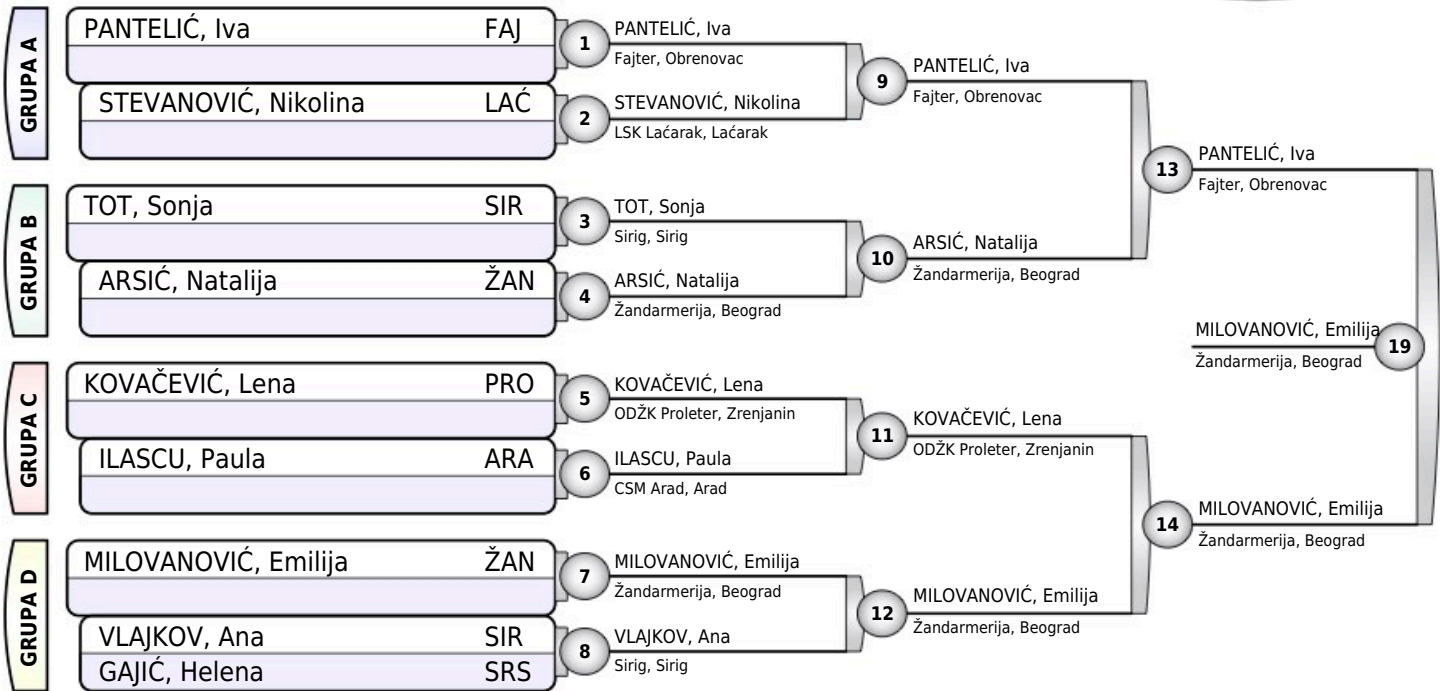 GRUPA A
PANTELIĆ, Iva FAJ
STEVANOVIĆ, Nikolina LAĆ
GRUPA B
TOT, Sonja SIR
ARSIĆ, Natalija ŽAN
GRUPA C
KOVAČEVIĆ, Lena PRO
ILASCU, Paula ARA
GRUPA D
MILOVANOVIĆ, Emilija ŽAN
VLAJKOV, Ana SIR
GAJIĆ, Helena SRS
1
PANTELIĆ, Iva
Fajter, Obrenovac
2
STEVANOVIĆ, Nikolina
LSK Laćarak, Laćarak
3
TOT, Sonja
Sirig, Sirig
4
ARSIĆ, Natalija
Žandarmerija, Beograd
5
KOVAČEVIĆ, Lena
ODŽK Proleter, Zrenjanin
6
ILASCU, Paula
CSM Arad, Arad
7
MILOVANOVIĆ, Emilija
Žandarmerija, Beograd
8
VLAJKOV, Ana
Sirig, Sirig
9
PANTELIĆ, Iva
Fajter, Obrenovac
10
ARSIĆ, Natalija
Žandarmerija, Beograd
11
KOVAČEVIĆ, Lena
ODŽK Proleter, Zrenjanin
12
MILOVANOVIĆ, Emilija
Žandarmerija, Beograd
13
PANTELIĆ, Iva
Fajter, Obrenovac
14
MILOVANOVIĆ, Emilija
Žandarmerija, Beograd
MILOVANOVIĆ, Emilija
Žandarmerija, Beograd
19